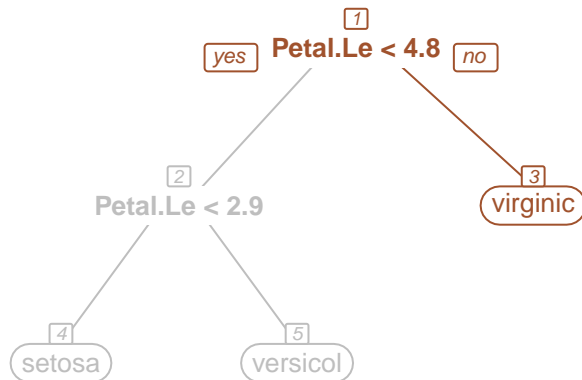 1
yes Petal.Le < 4.8 no
2 3
Petal.Le < 2.9 virginic
4 5
setosa versicol